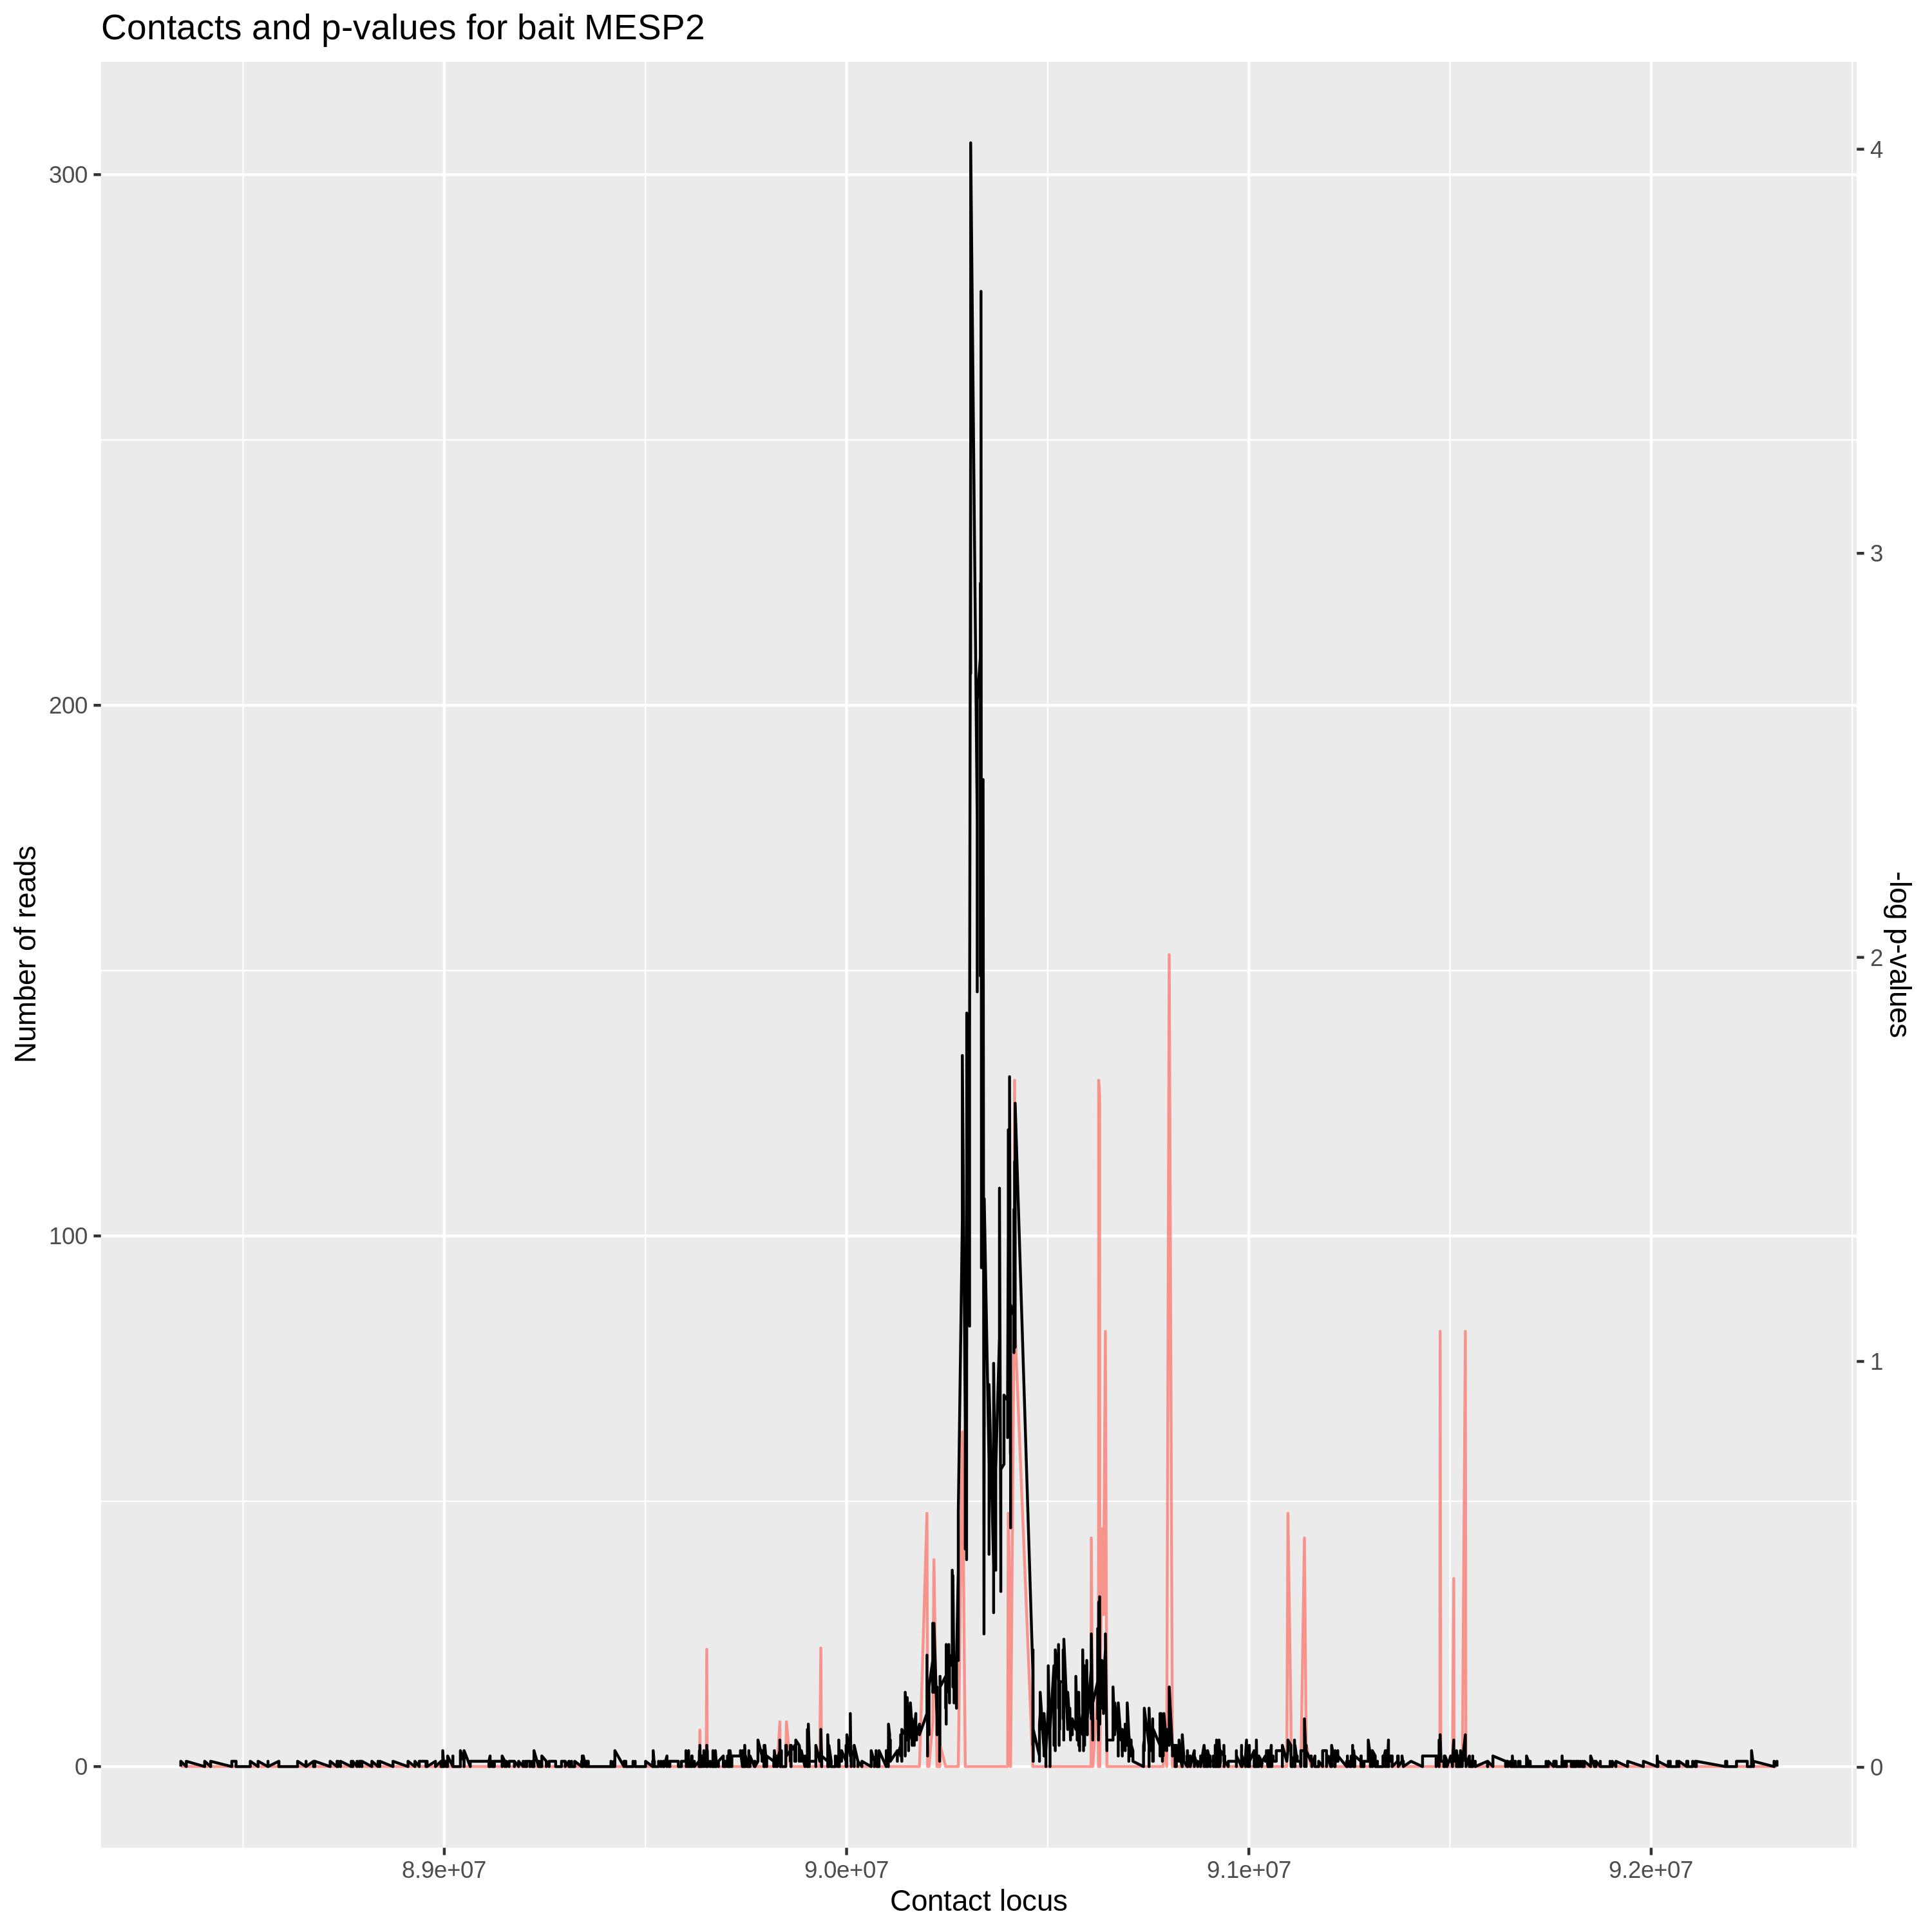 Contacts and p-values for bait MESP2
300
200
100
0
Number of reads
4
3
2
1
0
-log p-values
8.9e+07
9.0e+07
9.1e+07
9.2e+07
Contact locus